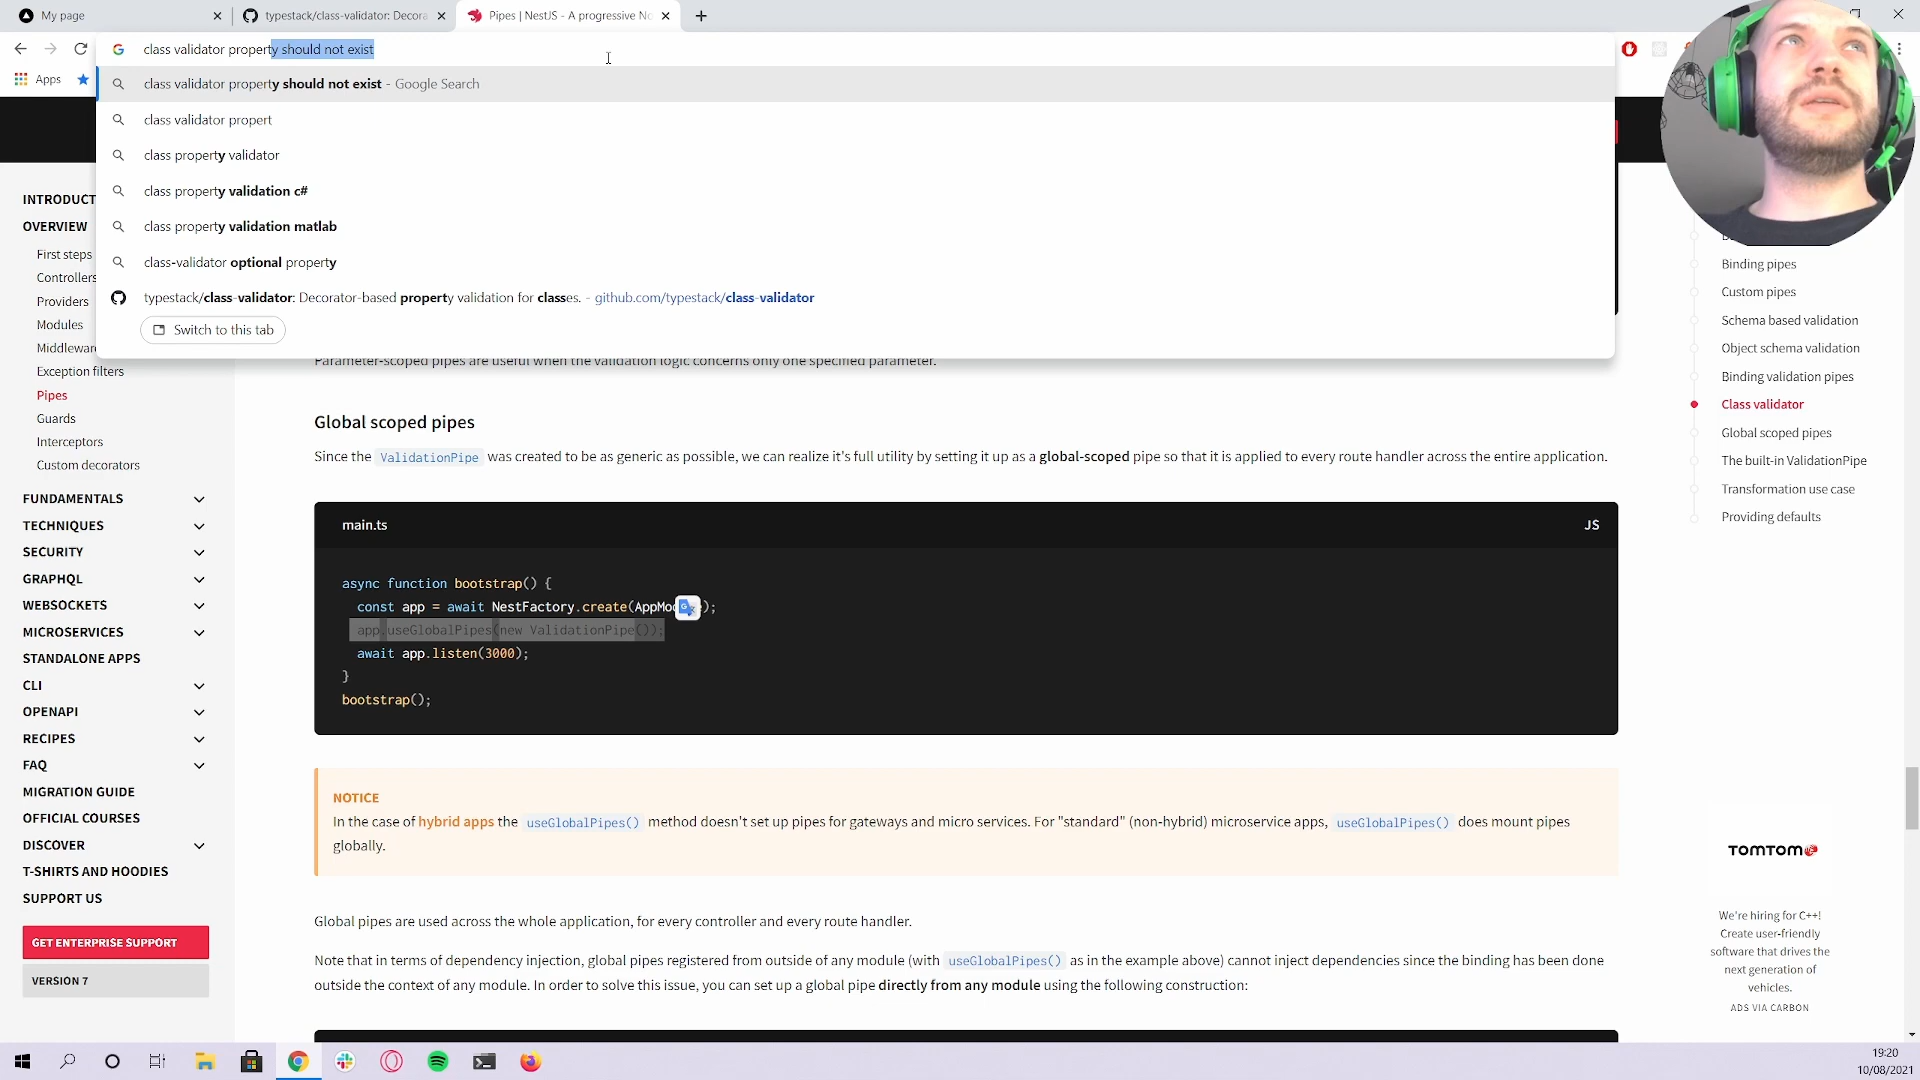 My page
typestack/class-validator: Decora
Pipes | NestJS - A progressive No
class validator property should not exist
Apps
class validator property should not exist - Google Search
class validator propert
class property validator
class property validation c#
class property validation matlab
class-validator optional property
typestack/class-validator: Decorator-based property validation for classes. - github.com/typestack/class-validator
Switch to this tab
INTRODUCT
OVERVIEW
First steps
Controllers
Providers
Modules
Middleware
Exception filters
Pipes
Guards
Interceptors
Custom decorators
FUNDAMENTALS
TECHNIQUES
SECURITY
GRAPHQL
WEBSOCKETS
MICROSERVICES
STANDALONE APPS
CLI
OPENAPI
RECIPES
FAQ
MIGRATION GUIDE
OFFICIAL COURSES
DISCOVER
T-SHIRTS AND HOODIES
SUPPORT US
GET ENTERPRISE SUPPORT
VERSION 7
Parameter-scoped pipes are useful when the validation logic concerns only one specified parameter.
Global scoped pipes
Since the ValidationPipe was created to be as generic as possible, we can realize it's full utility by setting it up as a global-scoped pipe so that it is applied to every route handler across the entire application.
main.ts
JS
async function bootstrap() {
const app = await NestFactory.create(AppMo );
app.useGlobalPipes(new ValidationPipe());
await app.listen(3000);
}
bootstrap();
NOTICE
In the case of hybrid apps the useGlobalPipes() method doesn't set up pipes for gateways and micro services. For "standard" (non-hybrid) microservice apps, useGlobalPipes() does mount pipes
globally.
Global pipes are used across the whole application, for every controller and every route handler.
Note that in terms of dependency injection, global pipes registered from outside of any module (with useGlobalPipes() as in the example above) cannot inject dependencies since the binding has been done
outside the context of any module. In order to solve this issue, you can set up a global pipe directly from any module using the following construction:
Binding pipes
Custom pipes
Schema based validation
Object schema validation
Binding validation pipes
Class validator
Global scoped pipes
The built-in ValidationPipe
Transformation use case
Providing defaults
TOMTOM
We're hiring for C++!
Create user-friendly
software that drives the
next generation of
vehicles.
ADS VIA CARBON
19:20
10/08/2021